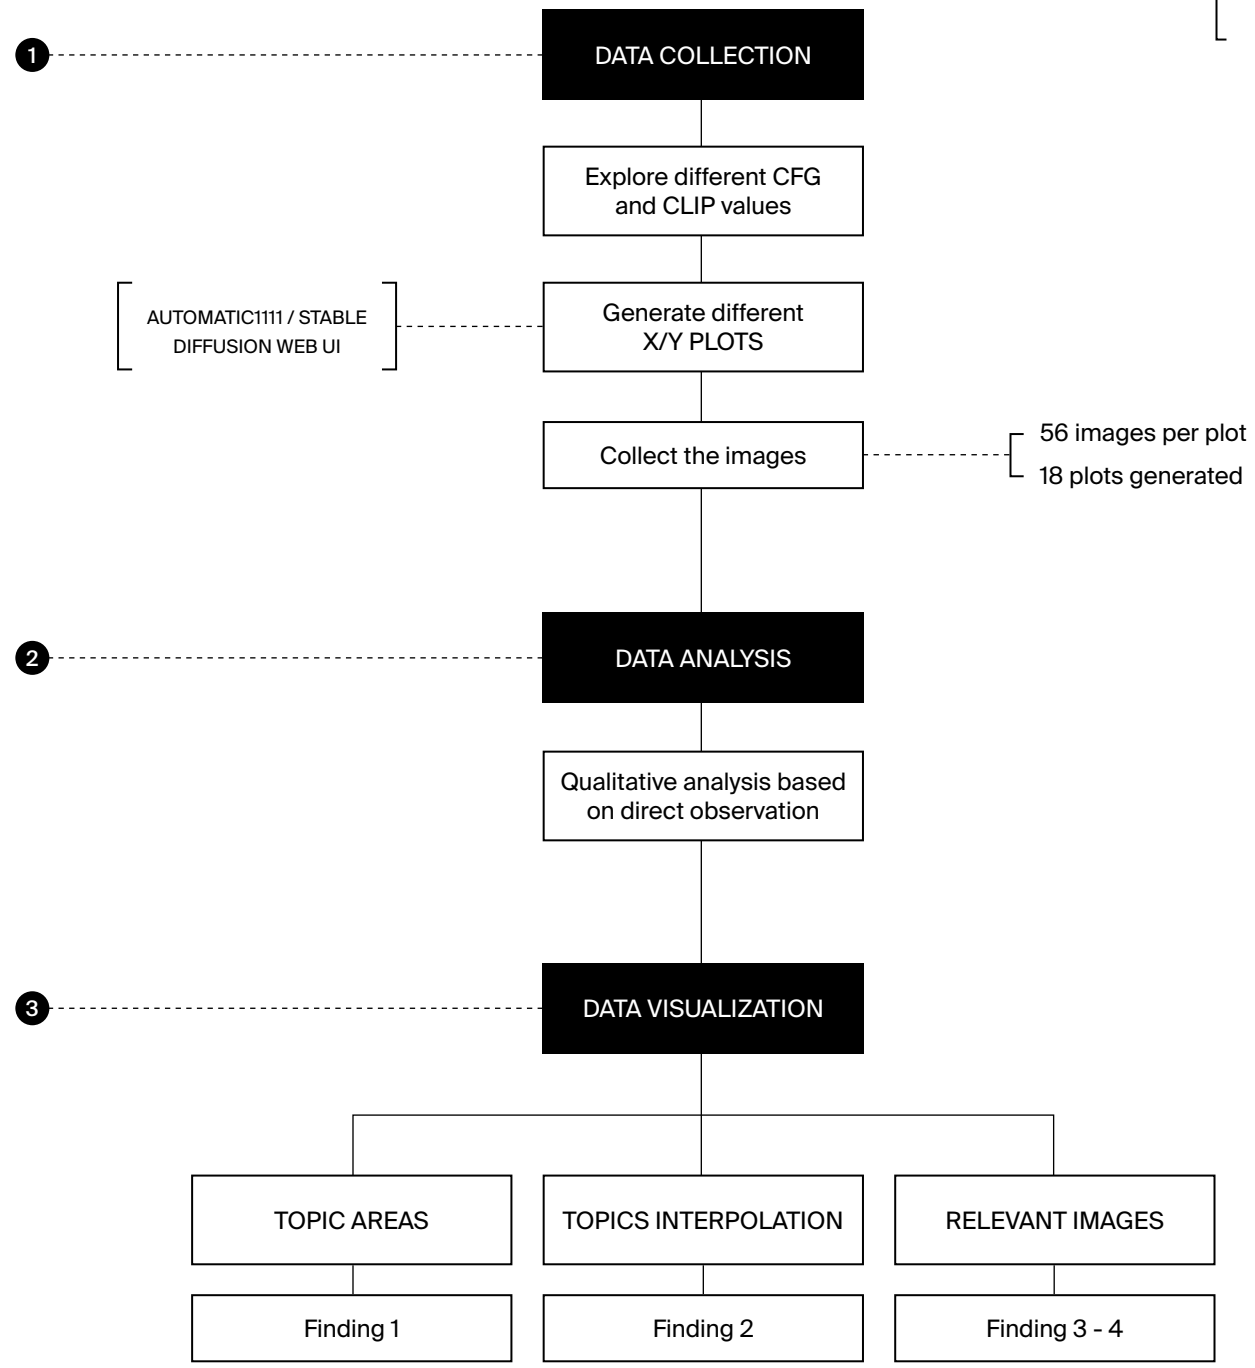 1
DATA COLLECTION
Explore different CFG
and CLIP values
AUTOMATIC1111 / STABLE
DIFFUSION WEB UI
Generate different
X/Y PLOTS
Collect the images
56 images per plot
18 plots generated
2
DATA ANALYSIS
Qualitative analysis based
on direct observation
3
DATA VISUALIZATION
TOPIC AREAS
TOPICS INTERPOLATION
RELEVANT IMAGES
Finding 1
Finding 2
Finding 3 - 4